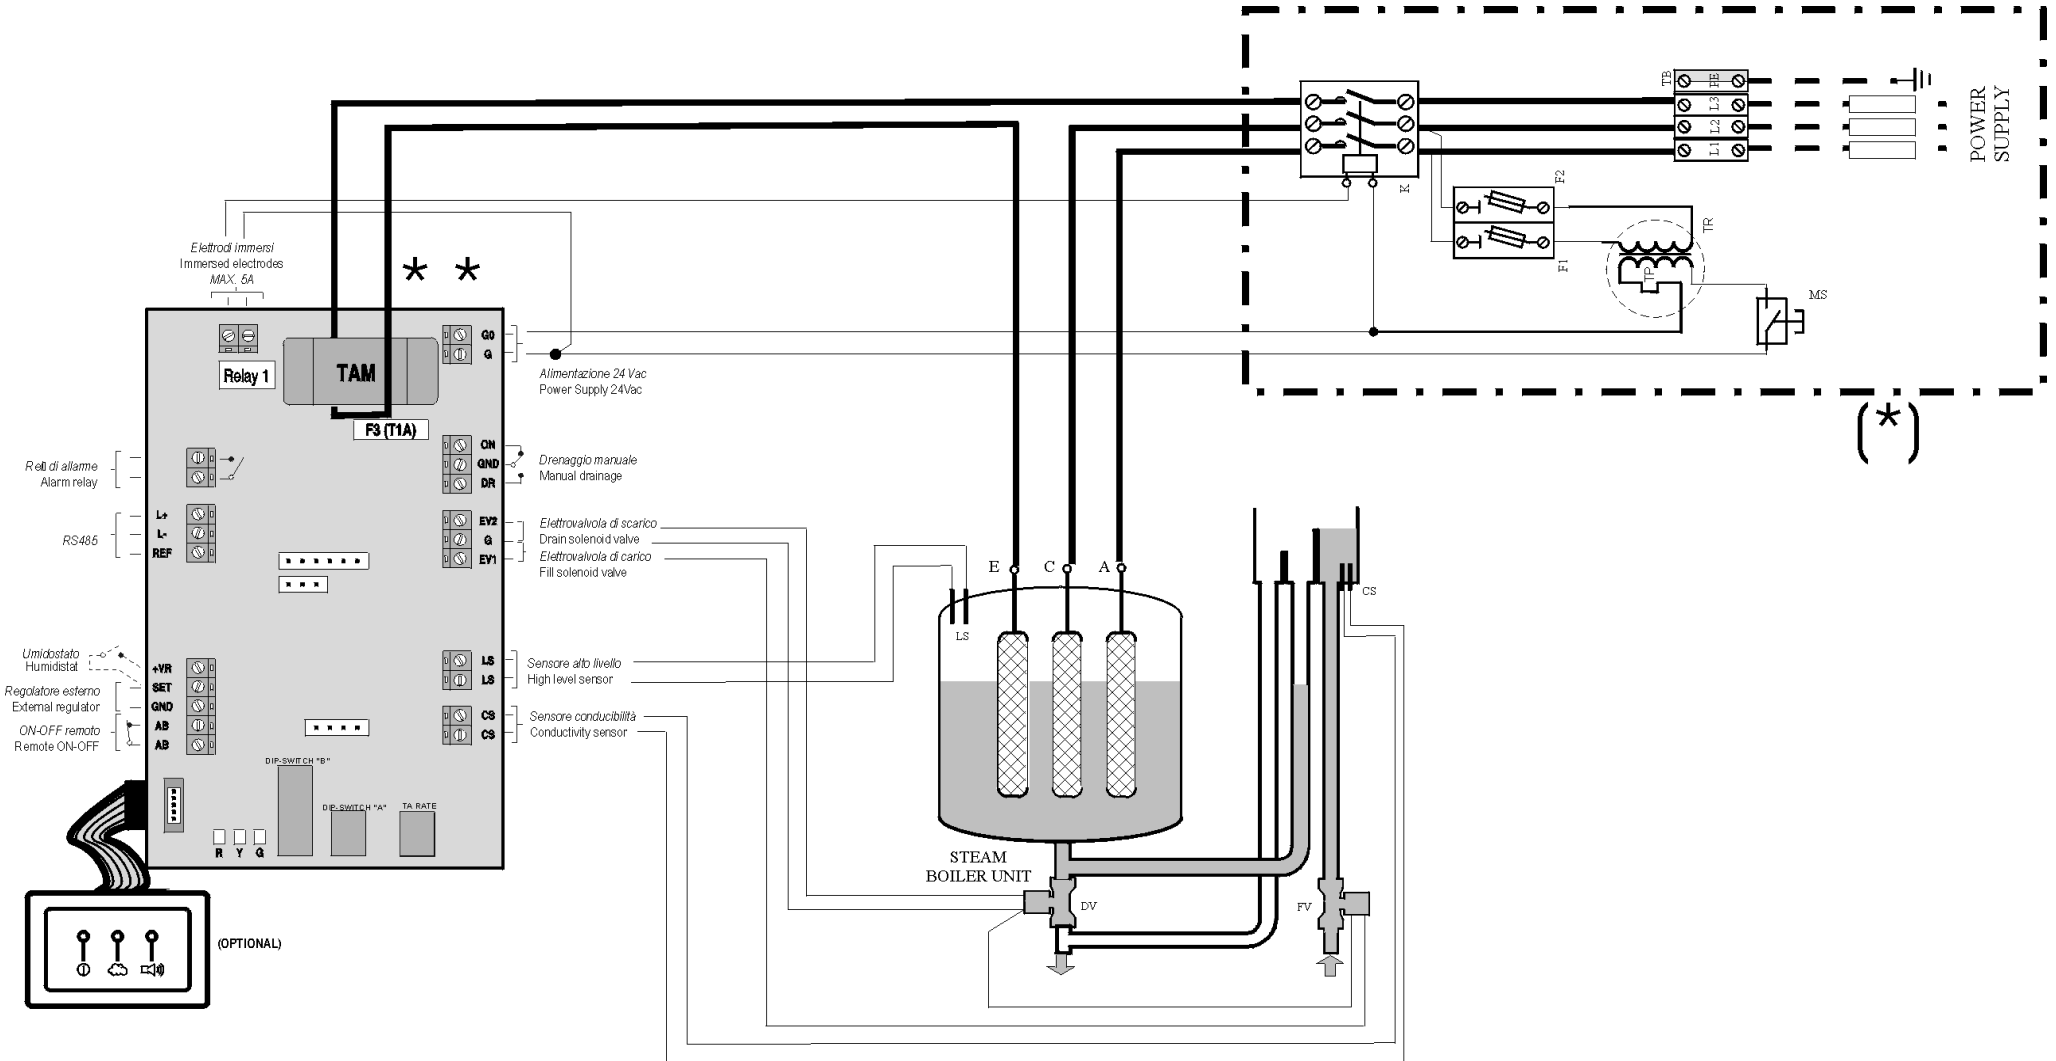 TB
PE
L3
L2
L1
POWER
SUPPLY
K
F2
F1
TR
TP
MS
(*)
Elettrodi immersi
Immersed electrodes
MAX. 5A
* *
Relay 1
TAM
F3 (T1A)
G0
G
Alimentazione 24 Vac
Power Supply 24Vac
ON
GND
DR
Drenaggio manuale
Manual drainage
Relè di allarme
Alarm relay
L+
L-
REF
RS485
EV2
G
EV1
Elettrovalvola di scarico
Drain solenoid valve
Elettrovalvola di carico
Fill solenoid valve
E
C
A
CS
LS
Umidostato
Humidistat
Regolatore esterno
External regulator
ON-OFF remoto
Remote ON-OFF
+VR
SET
GND
AB
AB
LS
LS
Sensore alto livello
High level sensor
CS
CS
Sensore conducibilità
Conductivity sensor
DIP-SWITCH "B"
DIP-SWITCH "A"
TA RATE
R Y G
STEAM
BOILER UNIT
DV
FV
(OPTIONAL)